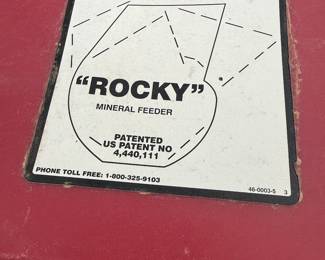 "ROCKY"
MINERAL FEEDER
PATENTED
US PATENT NO
4,440,111
PHONE TOLL FREE: 1-800-325-9103
46-0003-5 3